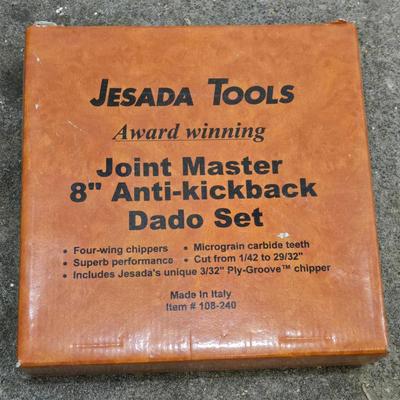 JESADA TOOLS
Award winning
Joint Master
8" Anti-kickback
Dado Set
• Four-wing chippers • Micrograin carbide teeth
• Superb performance • Cut from 1/42 to 29/32"
• Includes Jesada's unique 3/32" Ply-Groove™ chipper
Made In Italy
Item # 108-240